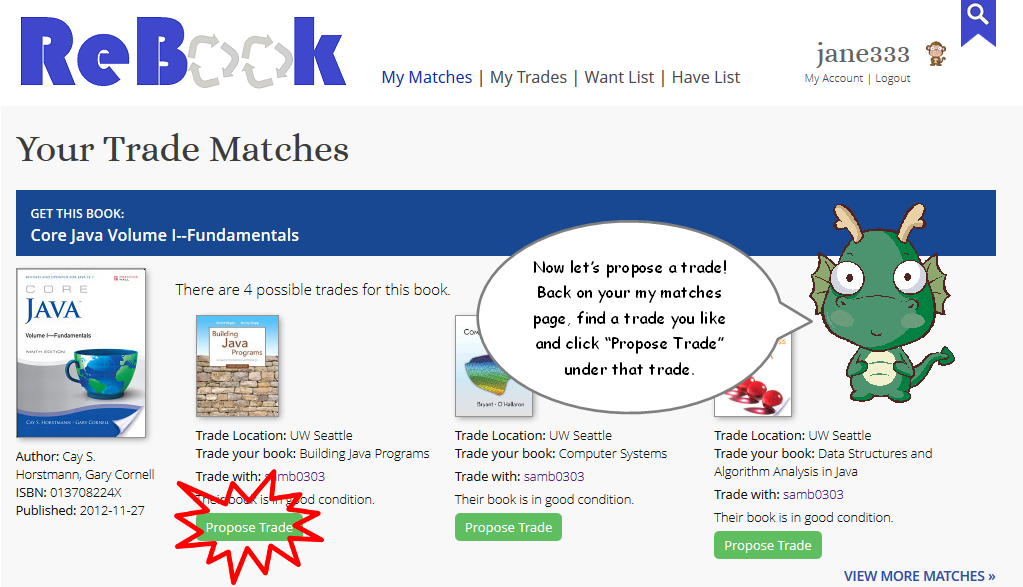 ReBook
jane333
My Matches | My Trades | Want List | Have List
My Account | Logout
Your Trade Matches
GET THIS BOOK:
Core Java Volume I--Fundamentals
CORE
JAVA
Volume I—Fundamentals
NINTH EDITION
CAY S. HORSTMANN • GARY CORNELL
Author: Cay S.
Horstmann, Gary Cornell
ISBN: 013708224X
Published: 2012-11-27
There are 4 possible trades for this book.
Building
Java
Programs
Trade Location: UW Seattle
Trade your book: Building Java Programs
Trade with: samb0303
Their book is in good condition.
Propose Trade
Bryant • O'Hallaron
Trade Location: UW Seattle
Trade your book: Computer Systems
Trade with: samb0303
Their book is in good condition.
Propose Trade
Trade Location: UW Seattle
Trade your book: Data Structures and
Algorithm Analysis in Java
Trade with: samb0303
Their book is in good condition.
Propose Trade
Now let's propose a trade!
Back on your my matches
page, find a trade you like
and click "Propose Trade"
under that trade.
VIEW MORE MATCHES »